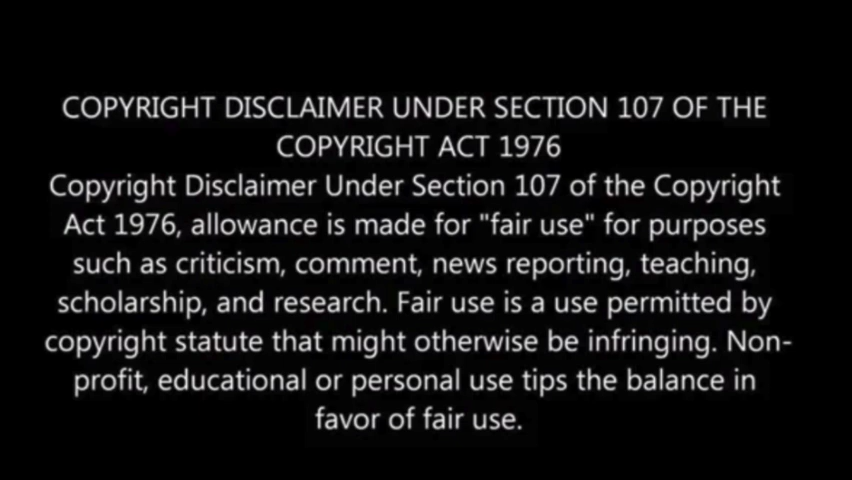 COPYRIGHT DISCLAIMER UNDER SECTION 107 OF THE
COPYRIGHT ACT 1976
Copyright Disclaimer Under Section 107 of the Copyright
Act 1976, allowance is made for "fair use" for purposes
such as criticism, comment, news reporting, teaching,
scholarship, and research. Fair use is a use permitted by
copyright statute that might otherwise be infringing. Non-
profit, educational or personal use tips the balance in
favor of fair use.